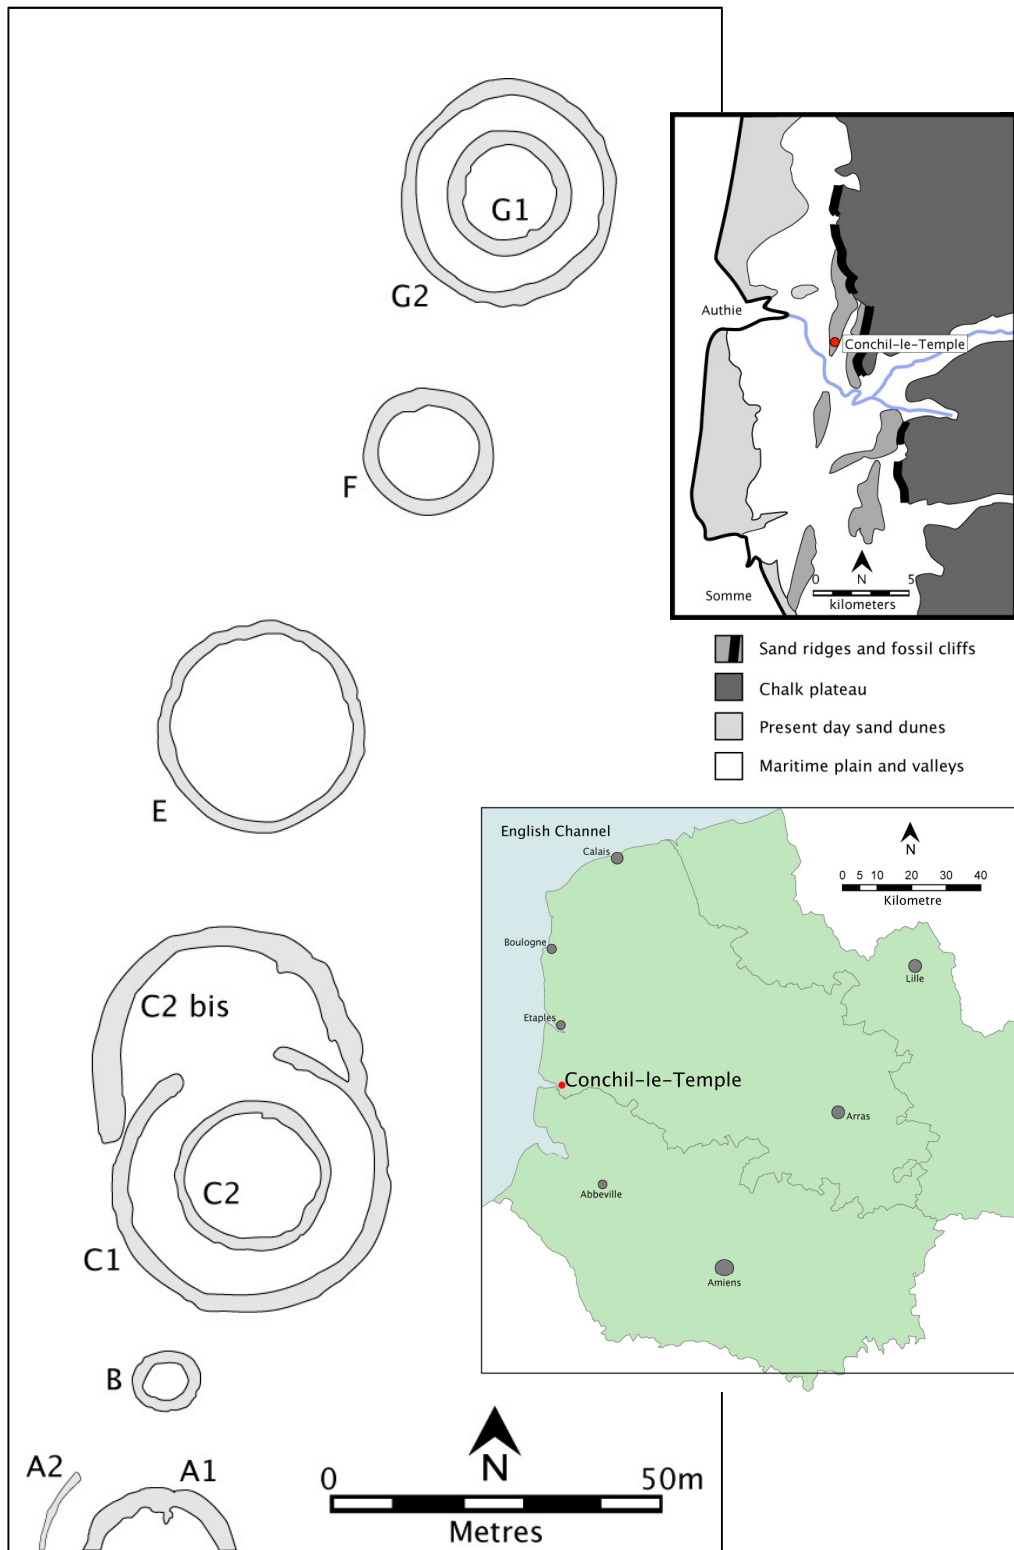 G1
G2
F
E
C2 bis
C2
C1
B
A2
A1
N
0 50m
Metres
Authie
Conchil-le-Temple
Somme
0 N 5
kilometers
Sand ridges and fossil cliffs
Chalk plateau
Present day sand dunes
Maritime plain and valleys
English Channel
Calais
N
0 5 10 20 30 40
Kilometre
Boulogne
Lille
Etaples
Conchil-le-Temple
Arras
Abbeville
Amiens